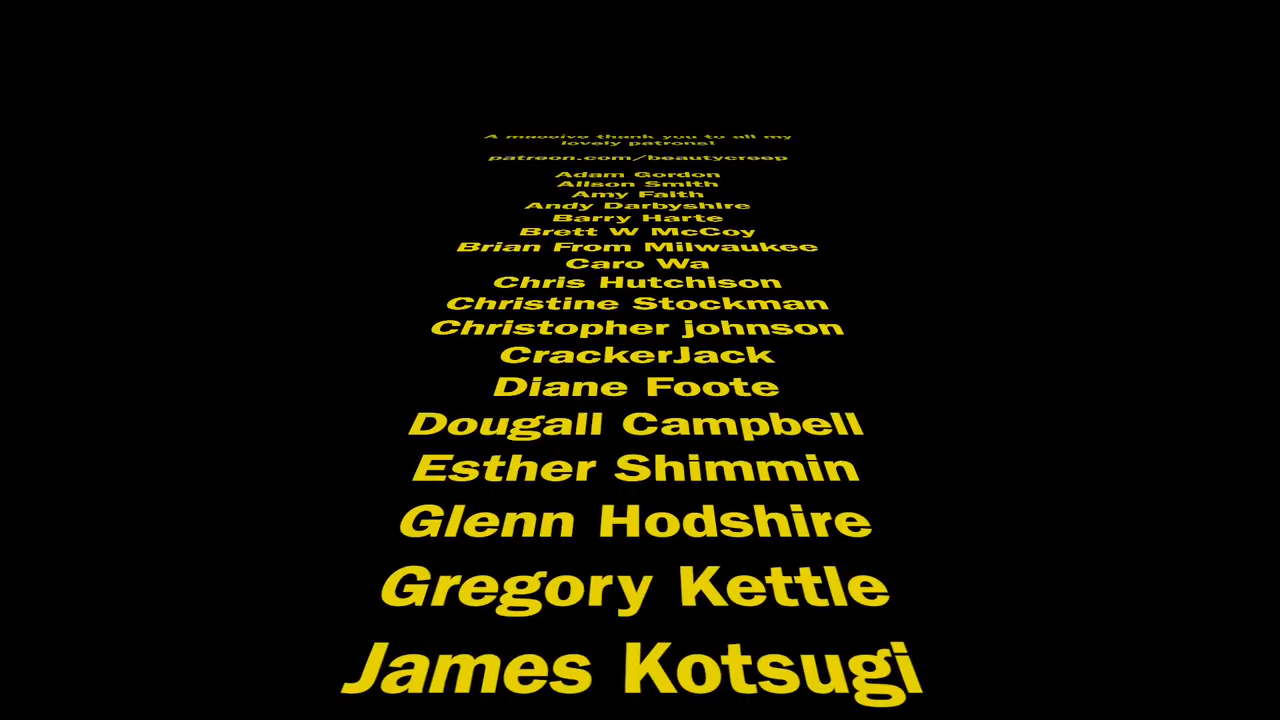 A massive thank you to all my
lovely patrons!
patreon.com/beautycreep
Adam Gordon
Alison Smith
Amy Faith
Andy Darbyshire
Barry Harte
Brett W McCoy
Brian From Milwaukee
Caro Wa
Chris Hutchison
Christine Stockman
Christopher johnson
CrackerJack
Diane Foote
Dougall Campbell
Esther Shimmin
Glenn Hodshire
Gregory Kettle
James Kotsugi